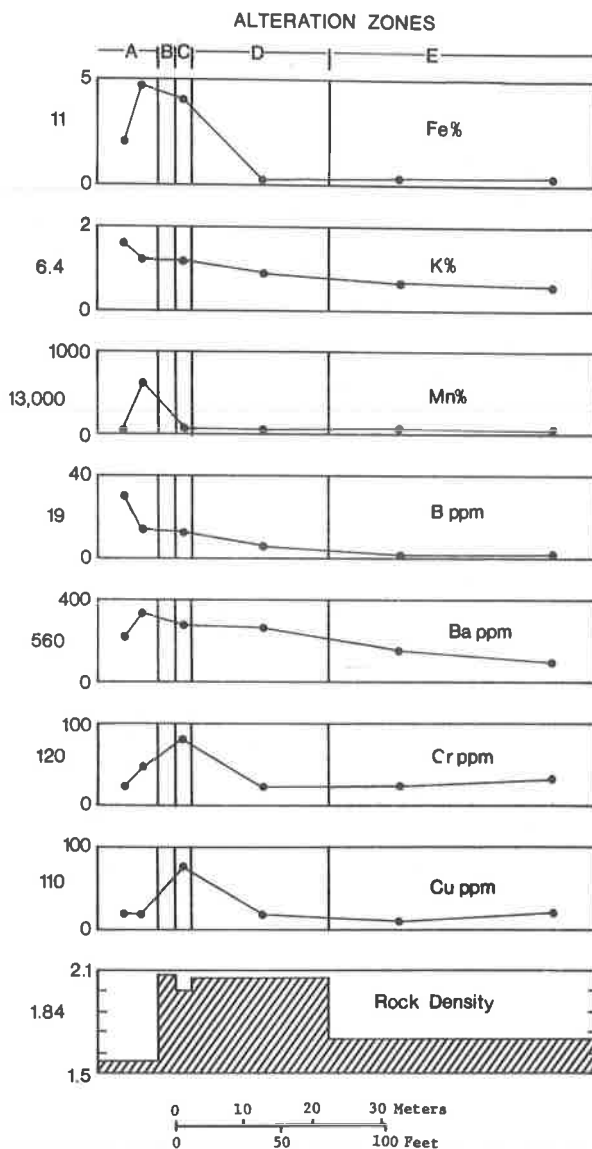 ALTERATION ZONES
A B C D E
5
11
Fe%
0
2
6.4
K%
0
1000
13,000
Mn%
0
40
19
B ppm
0
400
560
Ba ppm
0
100
120
Cr ppm
0
100
110
Cu ppm
0
2.1
Rock Density
1.84
1.5
0 10 20 30 Meters
0 50 100 Feet